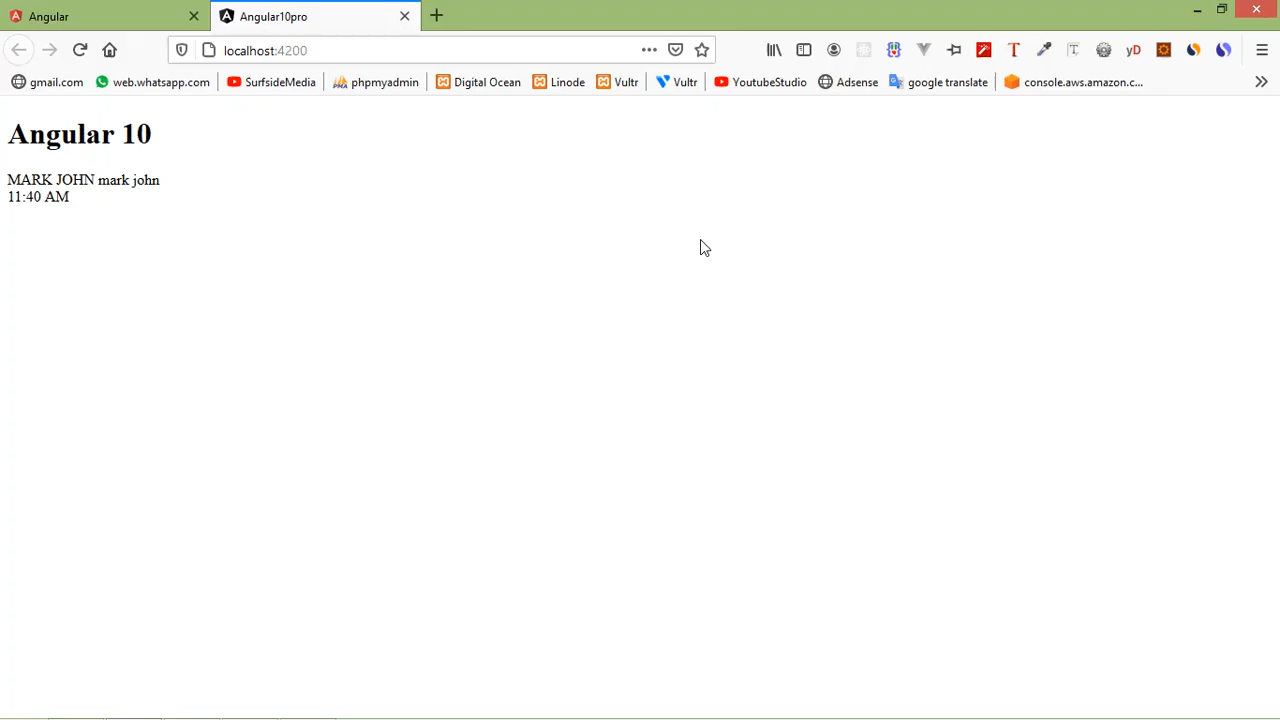 Angular
Angular10pro
localhost:4200
gmail.com web.whatsapp.com SurfsideMedia phpmyadmin Digital Ocean Linode Vultr Vultr YoutubeStudio Adsense google translate console.aws.amazon.c...
Angular 10
MARK JOHN mark john
11:40 AM